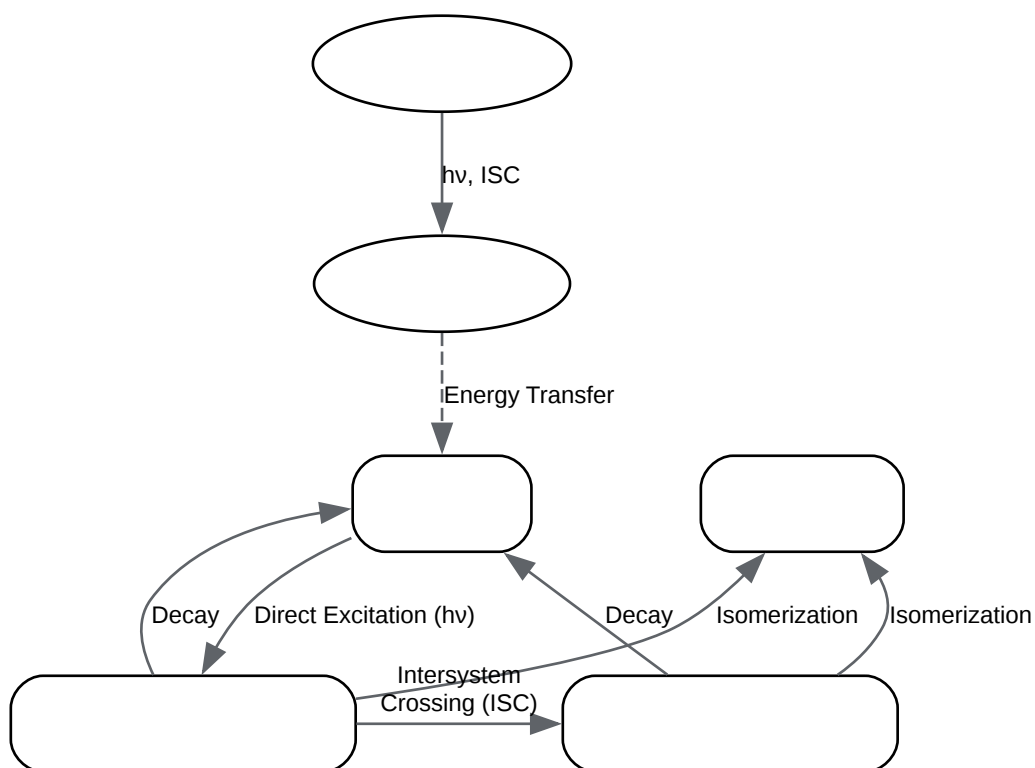 hν, ISC
Energy Transfer
Decay
Direct Excitation (hν)
Decay
Isomerization
Isomerization
Intersystem
Crossing (ISC)